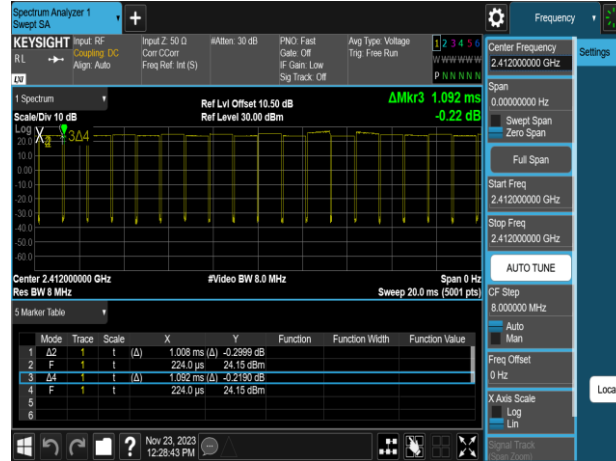 Spectrum Analyzer 1
Swept SA
+
Frequency
KEYSIGHT Input: RF Input Z: 50 Ω #Atten: 30 dB PNO: Fast Avg Type: Voltage 1 2 3 4 5 6
RL Coupling: DC Corr CCorr Gate: Off Trig: Free Run W W W W W W
Align: Auto Freq Ref: Int (S) IF Gain: Low
LXI Sig Track: Off P N N N N N
1 Spectrum
Scale/Div 10 dB
Ref Lvl Offset 10.50 dB
Ref Level 30.00 dBm
ΔMkr3 1.092 ms
-0.22 dB
Log
X2 3Δ4
20.0
10.0
0.00
-10.0
-20.0
-30.0
-40.0
-50.0
-60.0
Center 2.412000000 GHz #Video BW 8.0 MHz Span 0 Hz
Res BW 8 MHz Sweep 20.0 ms (5001 pts)
5 Marker Table
Mode Trace Scale X Y Function Function Width Function Value
1 Δ2 1 t (Δ) 1.008 ms (Δ) -0.2999 dB
2 F 1 t 224.0 µs 24.15 dBm
3 Δ4 1 t (Δ) 1.092 ms (Δ) -0.2190 dB
4 F 1 t 224.0 µs 24.15 dBm
5
6
?
Nov 23, 2023
12:28:43 PM
Center Frequency
2.412000000 GHz
Settings
Span
0.00000000 Hz
Swept Span
Zero Span
Full Span
Start Freq
2.412000000 GHz
Stop Freq
2.412000000 GHz
AUTO TUNE
CF Step
8.000000 MHz
Auto
Man
Freq Offset
0 Hz
Loca
X Axis Scale
Log
Lin
Signal Track
(Span Zoom)